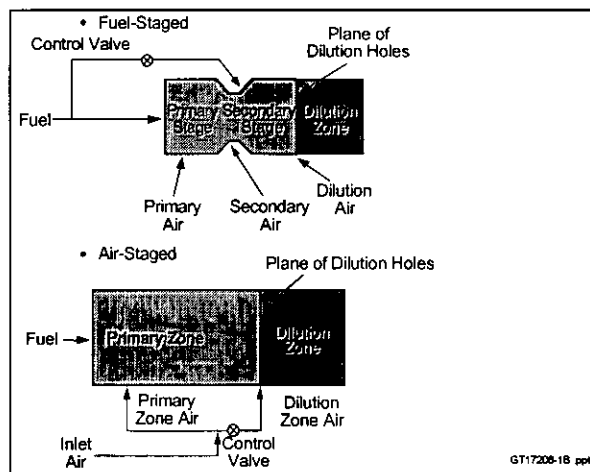 • Fuel-Staged
Control Valve
Plane of
Dilution Holes
Fuel
Primary Secondary
Stage Stage
Dilution
Zone
Primary
Air
Secondary
Air
Dilution
Air
• Air-Staged
Plane of Dilution Holes
Fuel
Primary Zone
Dilution
Zone
Primary
Zone Air
Dilution
Zone Air
Inlet
Air
Control
Valve
GT17208-1B .ppt